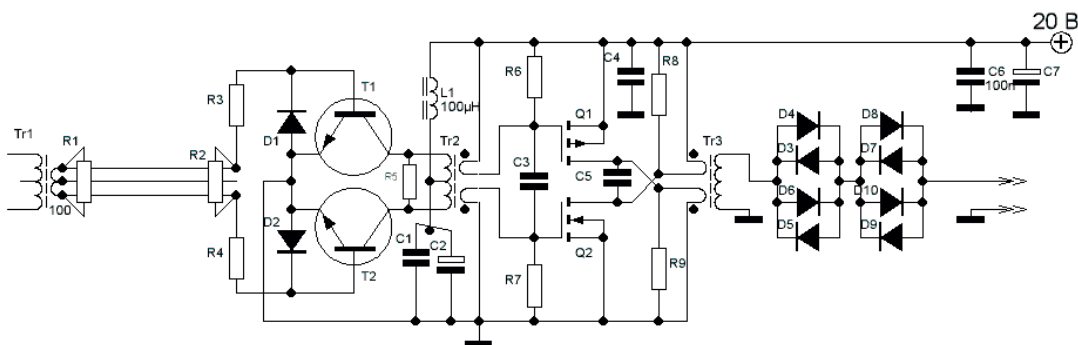 20 В
R6
C4
R8
C6
100n
C7
L1
100µH
R3
T1
Q1
D4
D8
Tr1
R1
R2
D1
Tr2
Tr3
D3
D7
C3
C5
R5
100
D6
D10
D2
C1
C2
Q2
D5
D9
R4
T2
R7
R9